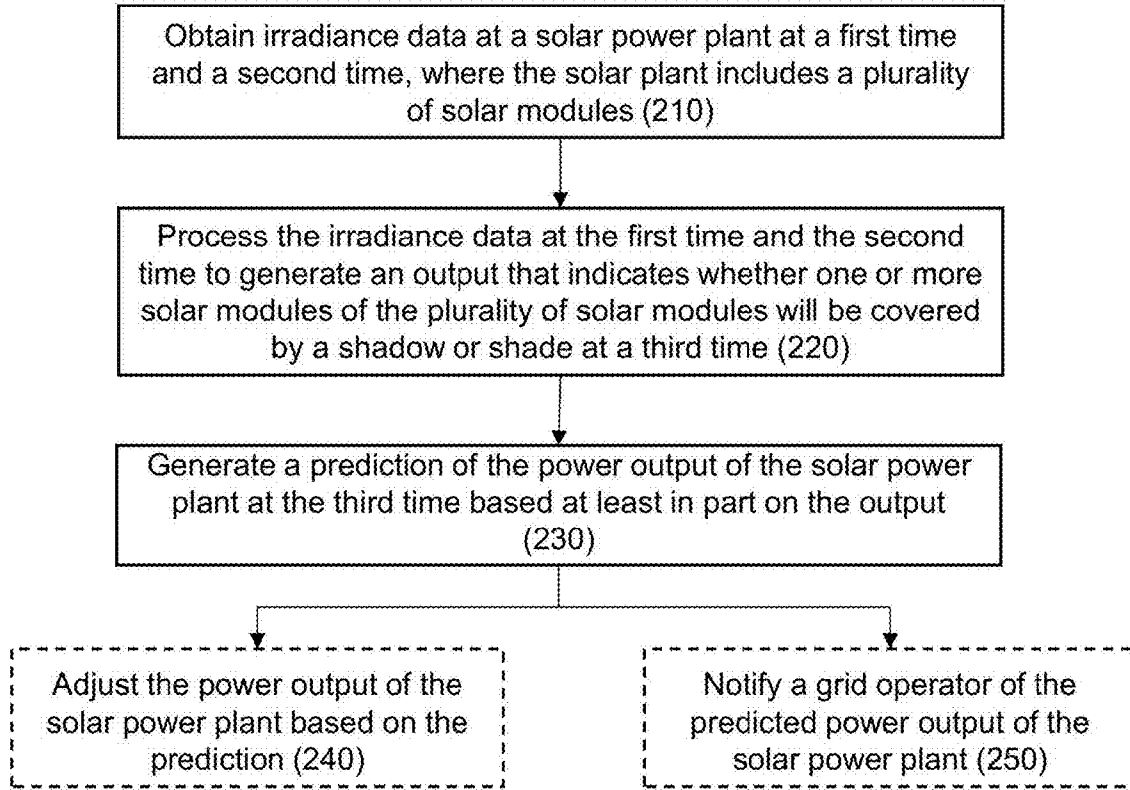 Obtain irradiance data at a solar power plant at a first time
and a second time, where the solar plant includes a plurality
of solar modules (210)
Process the irradiance data at the first time and the second
time to generate an output that indicates whether one or more
solar modules of the plurality of solar modules will be covered
by a shadow or shade at a third time (220)
Generate a prediction of the power output of the solar power
plant at the third time based at least in part on the output
(230)
Adjust the power output of the
solar power plant based on the
prediction (240)
Notify a grid operator of the
predicted power output of the
solar power plant (250)